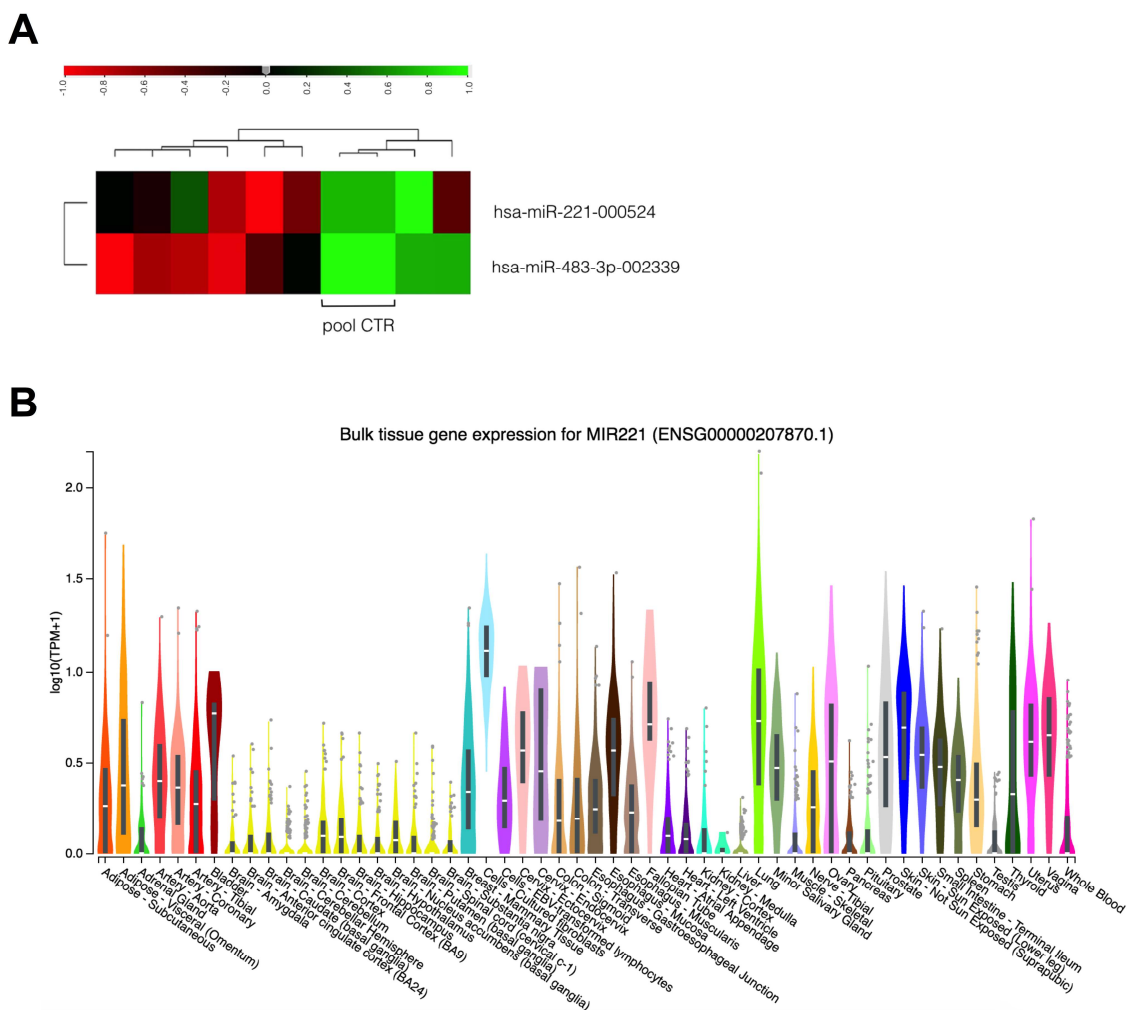 A
-1.0 -0.8 -0.6 -0.4 -0.2 0.0 0.2 0.4 0.6 0.8 1.0
hsa-miR-221-000524
hsa-miR-483-3p-002339
pool CTR
B
Bulk tissue gene expression for MIR221 (ENSG00000207870.1)
log10(TPM+1)
2.0
1.5
1.0
0.5
0.0
Adipose - Subcutaneous
Adipose - Visceral (Omentum)
Adrenal Gland
Artery - Aorta
Artery - Coronary
Artery - Tibial
Bladder
Brain - Amygdala
Brain - Anterior cingulate cortex (BA24)
Brain - Caudate (basal ganglia)
Brain - Cerebellar Hemisphere
Brain - Cerebellum
Brain - Cortex
Brain - Frontal Cortex (BA9)
Brain - Hippocampus
Brain - Hypothalamus
Brain - Nucleus accumbens (basal ganglia)
Brain - Putamen (basal ganglia)
Brain - Spinal cord (cervical c-1)
Brain - Substantia nigra
Breast - Mammary Tissue
Cells - Cultured fibroblasts
Cells - EBV-transformed lymphocytes
Cervix - Ectocervix
Cervix - Endocervix
Colon - Sigmoid
Colon - Transverse
Esophagus - Gastroesophageal Junction
Esophagus - Mucosa
Esophagus - Muscularis
Fallopian Tube
Heart - Atrial Appendage
Heart - Left Ventricle
Kidney - Cortex
Kidney - Medulla
Liver
Lung
Minor Salivary Gland
Muscle - Skeletal
Nerve - Tibial
Ovary
Pancreas
Pituitary
Prostate
Skin - Not Sun Exposed (Suprapubic)
Skin - Sun Exposed (Lower leg)
Small Intestine - Terminal Ileum
Spleen
Stomach
Testis
Thyroid
Uterus
Vagina
Whole Blood